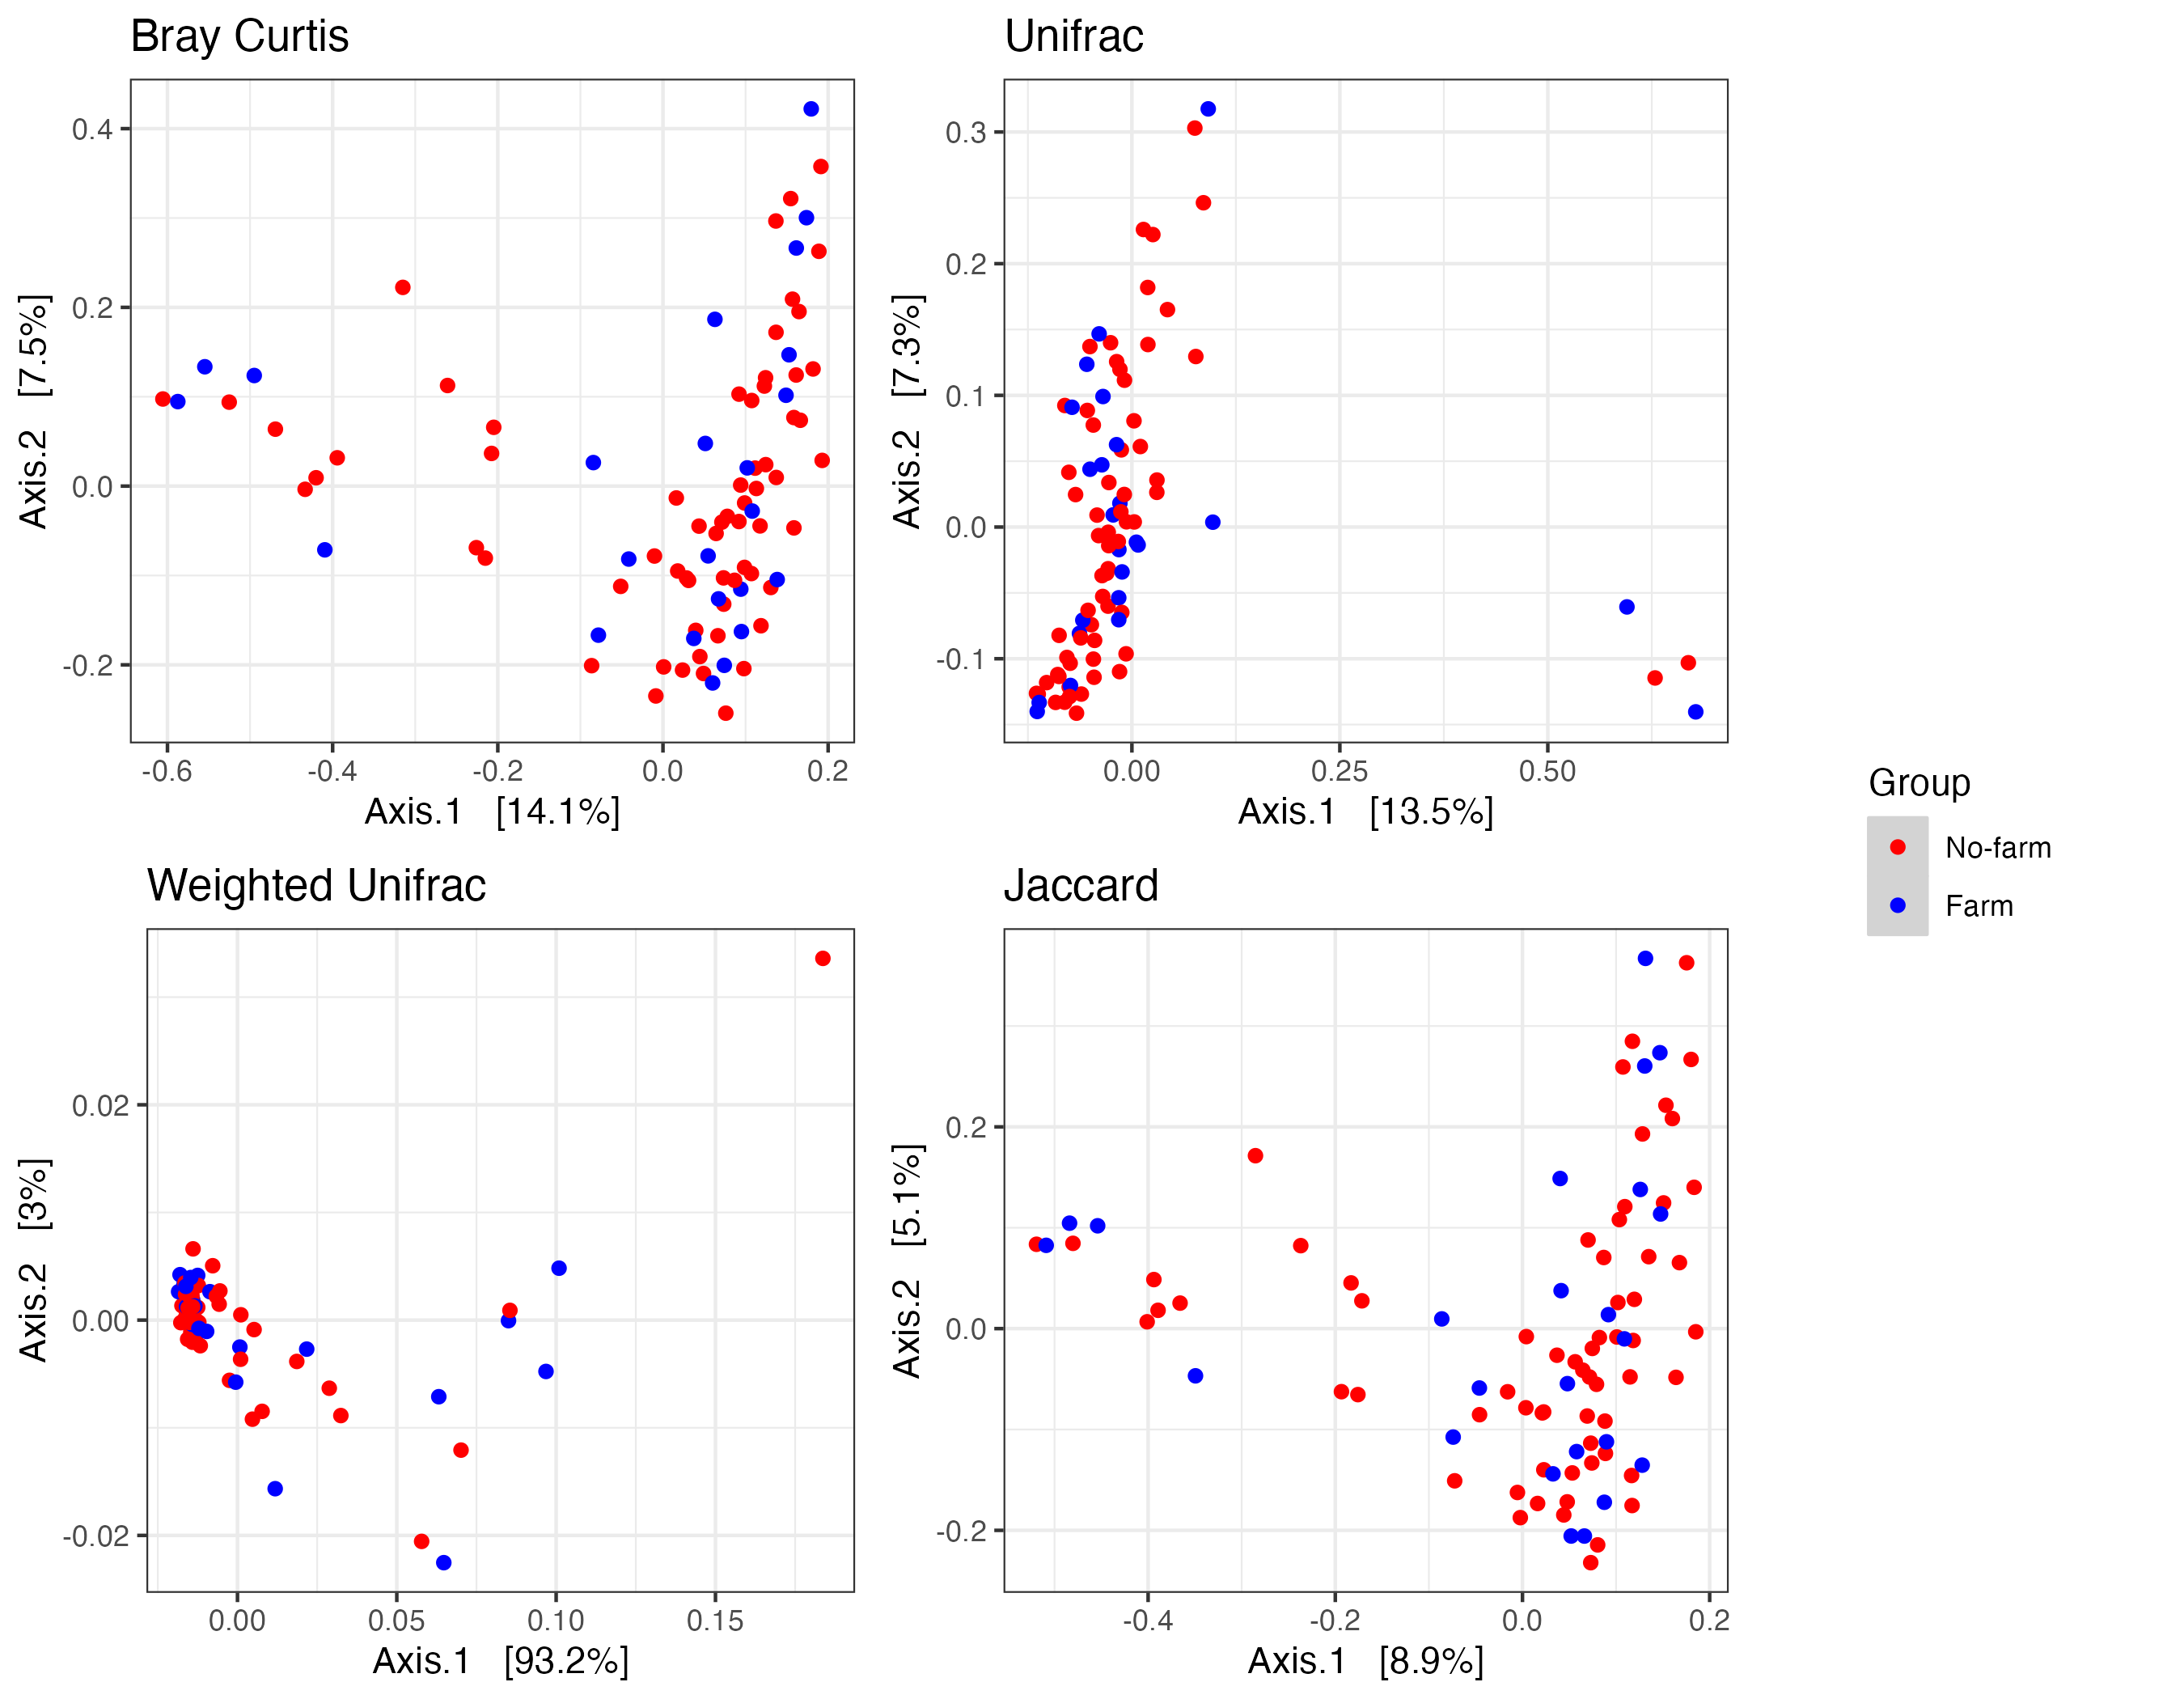 Bray Curtis
0.4
0.2
0.0
-0.2
Axis.2 [7.5%]
-0.6 -0.4 -0.2 0.0 0.2
Axis.1 [14.1%]
Unifrac
0.3
0.2
0.1
0.0
-0.1
Axis.2 [7.3%]
0.00 0.25 0.50
Axis.1 [13.5%]
Weighted Unifrac
0.02
0.00
-0.02
Axis.2 [3%]
0.00 0.05 0.10 0.15
Axis.1 [93.2%]
Jaccard
0.2
0.0
-0.2
Axis.2 [5.1%]
-0.4 -0.2 0.0 0.2
Axis.1 [8.9%]
Group
No-farm
Farm